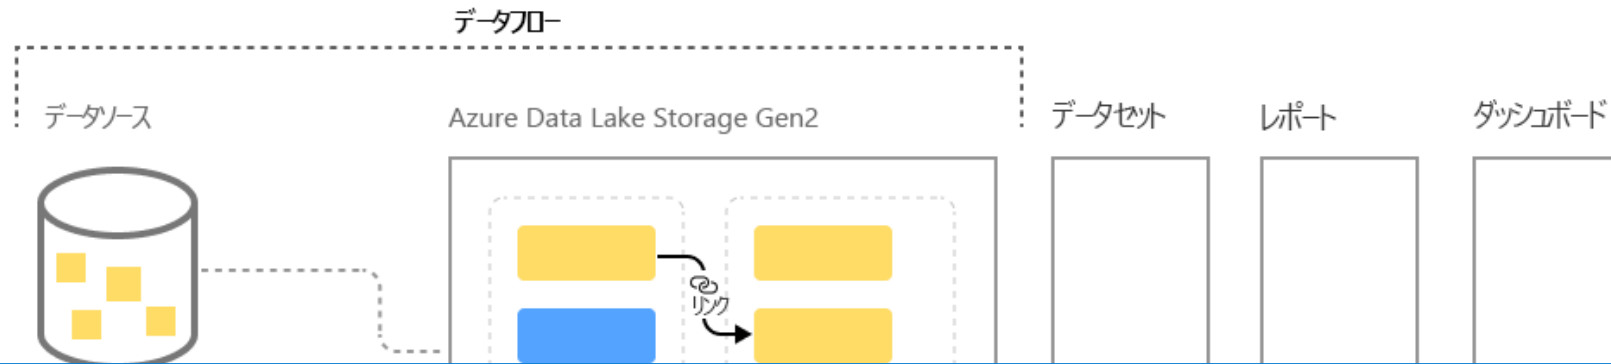 データフロー
データソース
Azure Data Lake Storage Gen2
データセット
レポート
ダッシュボード
リンク